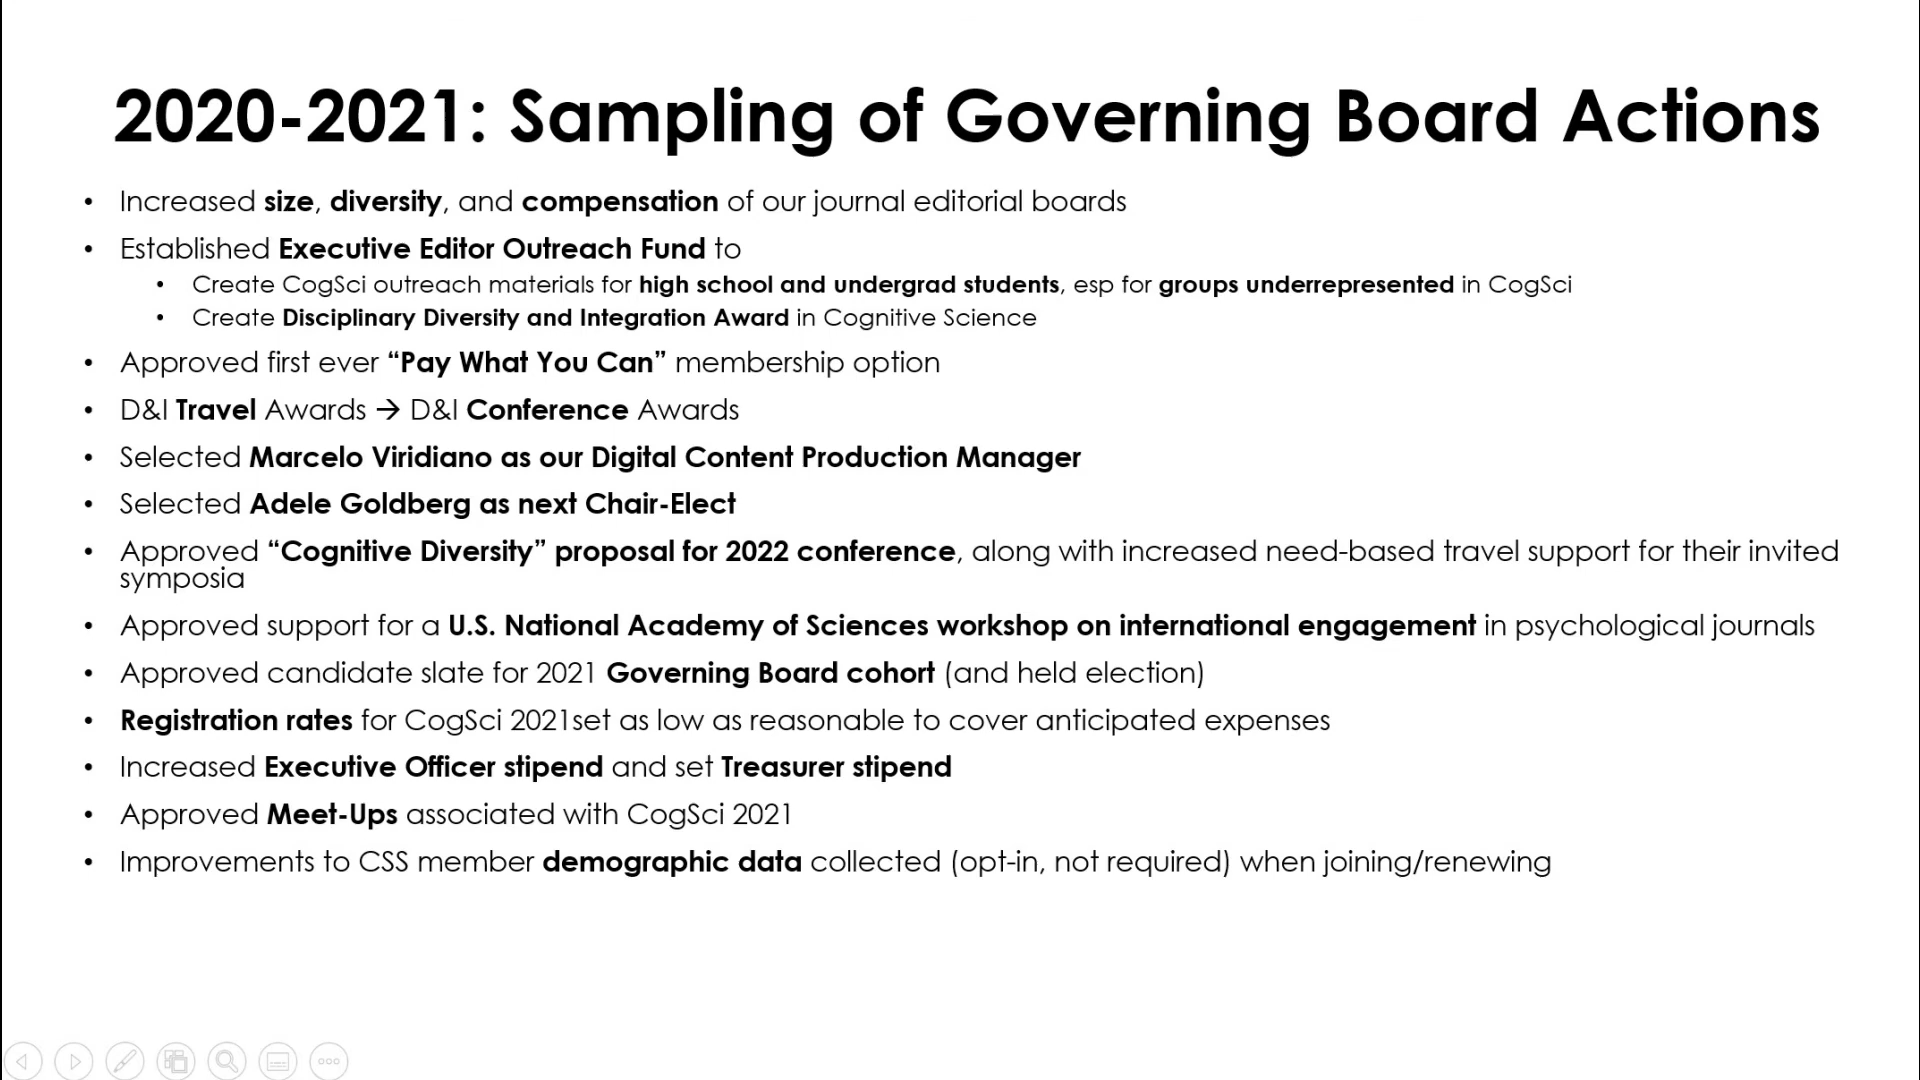 2020-2021: Sampling of Governing Board Actions
• Increased size, diversity, and compensation of our journal editorial boards
• Established Executive Editor Outreach Fund to
• Create CogSci outreach materials for high school and undergrad students, esp for groups underrepresented in CogSci
• Create Disciplinary Diversity and Integration Award in Cognitive Science
• Approved first ever “Pay What You Can” membership option
• D&I Travel Awards → D&I Conference Awards
• Selected Marcelo Viridiano as our Digital Content Production Manager
• Selected Adele Goldberg as next Chair-Elect
• Approved “Cognitive Diversity” proposal for 2022 conference, along with increased need-based travel support for their invited
symposia
• Approved support for a U.S. National Academy of Sciences workshop on international engagement in psychological journals
• Approved candidate slate for 2021 Governing Board cohort (and held election)
• Registration rates for CogSci 2021set as low as reasonable to cover anticipated expenses
• Increased Executive Officer stipend and set Treasurer stipend
• Approved Meet-Ups associated with CogSci 2021
• Improvements to CSS member demographic data collected (opt-in, not required) when joining/renewing